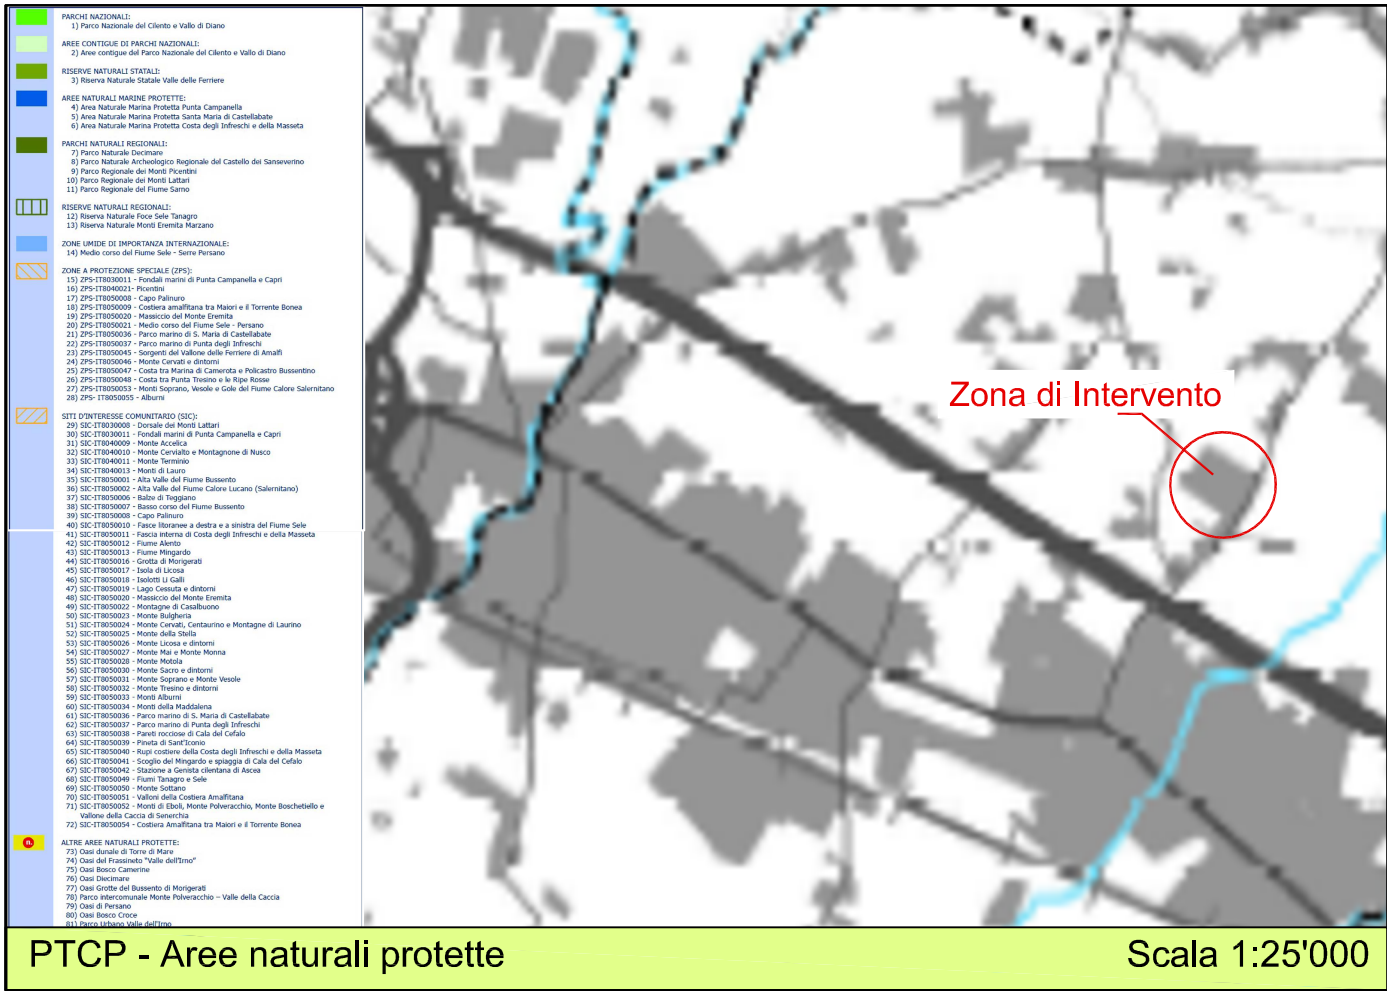 PARCHI NAZIONALI:
1) Parco Nazionale del Cilento e Vallo di Diano
AREE CONTIGUE DI PARCHI NAZIONALI:
2) Aree contigue del Parco Nazionale del Cilento e Vallo di Diano
RISERVE NATURALI STATALI:
3) Riserva Naturale Statale Valle delle Ferriere
AREE NATURALI MARINE PROTETTE:
4) Area Naturale Marina Protetta Punta Campanella
5) Area Naturale Marina Protetta Santa Maria di Castellabate
6) Area Naturale Marina Protetta Costa degli Infreschi e della Masseta
PARCHI NATURALI REGIONALI:
7) Parco Naturale Decimare
8) Parco Naturale Archeologico Regionale del Castello dei Sanseverino
9) Parco Regionale dei Monti Picentini
10) Parco Regionale dei Monti Lattari
11) Parco Regionale del Fiume Sarno
RISERVE NATURALI REGIONALI:
12) Riserva Naturale Foce Sele Tanagro
13) Riserva Naturale Monti Eremita Marzano
ZONE UMIDE DI IMPORTANZA INTERNAZIONALE:
14) Medio corso del Fiume Sele - Serre Persano
ZONE A PROTEZIONE SPECIALE (ZPS):
15) ZPS-IT8030011 - Fondali marini di Punta Campanella e Capri
16) ZPS-IT8040021- Picentini
17) ZPS-IT8050008 - Capo Palinuro
18) ZPS-IT8050009 - Costiera amalfitana tra Maiori e il Torrente Bonea
19) ZPS-IT8050020 - Massiccio del Monte Eremita
20) ZPS-IT8050021 - Medio corso del Fiume Sele - Persano
21) ZPS-IT8050036 - Parco marino di S. Maria di Castellabate
22) ZPS-IT8050037 - Parco marino di Punta degli Infreschi
23) ZPS-IT8050045 - Sorgenti del Vallone delle Ferriere di Amalfi
24) ZPS-IT8050046 - Monte Cervati e dintorni
25) ZPS-IT8050047 - Costa tra Marina di Camerota e Policastro Bussentino
26) ZPS-IT8050048 - Costa tra Punta Tresino e le Ripe Rosse
27) ZPS-IT8050053 - Monti Soprano, Vesole e Gole del Fiume Calore Salernitano
28) ZPS- IT8050055 - Alburni
SITI D'INTERESSE COMUNITARIO (SIC):
29) SIC-IT8030008 - Dorsale dei Monti Lattari
30) SIC-IT8030011 - Fondali marini di Punta Campanella e Capri
31) SIC-IT8040009 - Monte Accelica
32) SIC-IT8040010 - Monte Cervialto e Montagnone di Nusco
33) SIC-IT8040011 - Monte Terminio
34) SIC-IT8040013 - Monti di Lauro
35) SIC-IT8050001 - Alta Valle del Fiume Bussento
36) SIC-IT8050002 - Alta Valle del Fiume Calore Lucano (Salernitano)
37) SIC-IT8050006 - Balze di Teggiano
38) SIC-IT8050007 - Basso corso del Fiume Bussento
39) SIC-IT8050008 - Capo Palinuro
40) SIC-IT8050010 - Fasce litoranee a destra e a sinistra del Fiume Sele
41) SIC-IT8050011 - Fascia interna di Costa degli Infreschi e della Masseta
42) SIC-IT8050012 - Fiume Alento
43) SIC-IT8050013 - Fiume Mingardo
44) SIC-IT8050016 - Grotta di Morigerati
45) SIC-IT8050017 - Isola di Licosa
46) SIC-IT8050018 - Isolotti Li Galli
47) SIC-IT8050019 - Lago Cessuta e dintorni
48) SIC-IT8050020 - Massiccio del Monte Eremita
49) SIC-IT8050022 - Montagne di Casalbuono
50) SIC-IT8050023 - Monte Bulgheria
51) SIC-IT8050024 - Monte Cervati, Centaurino e Montagne di Laurino
52) SIC-IT8050025 - Monte della Stella
53) SIC-IT8050026 - Monte Licosa e dintorni
54) SIC-IT8050027 - Monte Mai e Monte Monna
55) SIC-IT8050028 - Monte Motola
56) SIC-IT8050030 - Monte Sacro e dintorni
57) SIC-IT8050031 - Monte Soprano e Monte Vesole
58) SIC-IT8050032 - Monte Tresino e dintorni
59) SIC-IT8050033 - Monti Alburni
60) SIC-IT8050034 - Monti della Maddalena
61) SIC-IT8050036 - Parco marino di S. Maria di Castellabate
62) SIC-IT8050037 - Parco marino di Punta degli Infreschi
63) SIC-IT8050038 - Pareti rocciose di Cala del Cefalo
64) SIC-IT8050039 - Pineta di Sant'Iconio
65) SIC-IT8050040 - Rupi costiere della Costa degli Infreschi e della Masseta
66) SIC-IT8050041 - Scoglio del Mingardo e spiaggia di Cala del Cefalo
67) SIC-IT8050042 - Stazione a Genista cilentana di Ascea
68) SIC-IT8050049 - Fiumi Tanagro e Sele
69) SIC-IT8050050 - Monte Sottano
70) SIC-IT8050051 - Valloni della Costiera Amalfitana
71) SIC-IT8050052 - Monti di Eboli, Monte Polveracchio, Monte Boschetiello e
Vallone della Caccia di Senerchia
72) SIC-IT8050054 - Costiera Amalfitana tra Maiori e il Torrente Bonea
n.
ALTRE AREE NATURALI PROTETTE:
73) Oasi dunale di Torre di Mare
74) Oasi del Frassineto "Valle dell'Irno"
75) Oasi Bosco Camerine
76) Oasi Diecimare
77) Oasi Grotte del Bussento di Morigerati
78) Parco intercomunale Monte Polveracchio – Valle della Caccia
79) Oasi di Persano
80) Oasi Bosco Croce
81) Parco Urbano Valle dell'Irno
Zona di Intervento
PTCP - Aree naturali protette
Scala 1:25'000